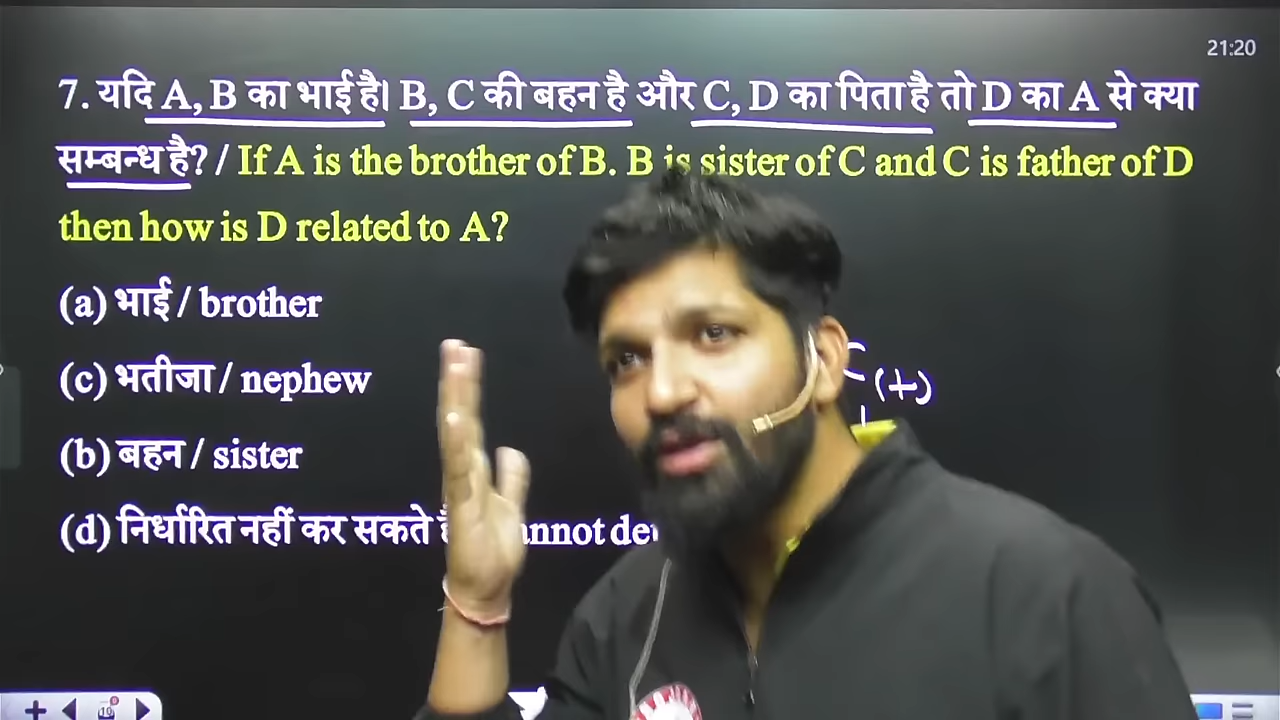 21:20
7. यदि A, B का भाई है। B, C की बहन है और C, D का पिता है तो D का A से क्या
सम्बन्ध है? / If A is the brother of B. B is sister of C and C is father of D
then how is D related to A?
(a) भाई / brother
(c) भतीजा / nephew
(+)
(b) बहन / sister
(d) निर्धारित नहीं कर सकते